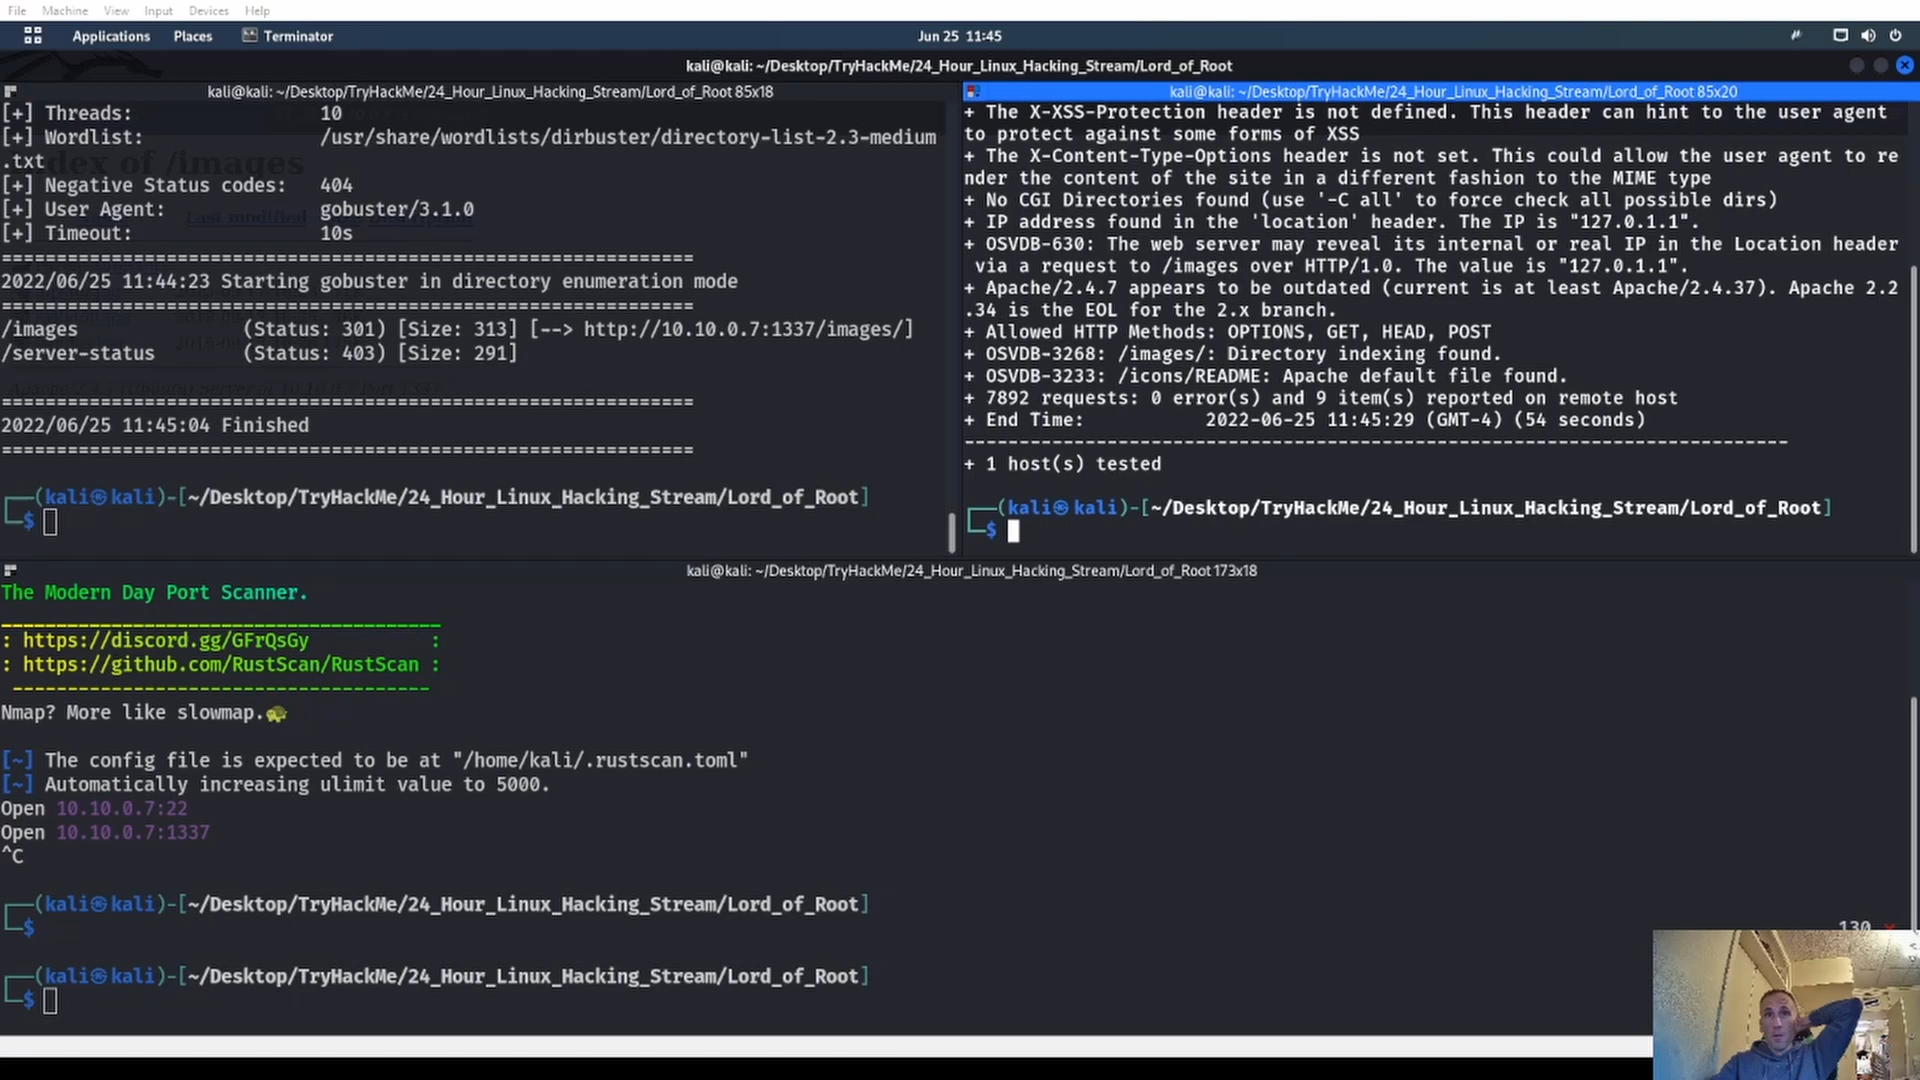 File Machine View Input Devices Help
Applications Places Terminator Jun 25 11:45
kali@kali: ~/Desktop/TryHackMe/24_Hour_Linux_Hacking_Stream/Lord_of_Root
kali@kali: ~/Desktop/TryHackMe/24_Hour_Linux_Hacking_Stream/Lord_of_Root 85x18
[+] Threads: 10
[+] Wordlist: /usr/share/wordlists/dirbuster/directory-list-2.3-medium
.txt
Index of /images
[+] Negative Status codes: 404
[+] User Agent: gobuster/3.1.0
Last modified
[+] Timeout: 10s
===============================================================
2022/06/25 11:44:23 Starting gobuster in directory enumeration mode
===============================================================
/images (Status: 301) [Size: 313] [--> http://10.10.0.7:1337/images/]
/server-status (Status: 403) [Size: 291]
===============================================================
2022/06/25 11:45:04 Finished
===============================================================
┌──(kali㉿kali)-[~/Desktop/TryHackMe/24_Hour_Linux_Hacking_Stream/Lord_of_Root]
└─$
kali@kali: ~/Desktop/TryHackMe/24_Hour_Linux_Hacking_Stream/Lord_of_Root 85x20
+ The X-XSS-Protection header is not defined. This header can hint to the user agent
to protect against some forms of XSS
+ The X-Content-Type-Options header is not set. This could allow the user agent to re
nder the content of the site in a different fashion to the MIME type
+ No CGI Directories found (use '-C all' to force check all possible dirs)
+ IP address found in the 'location' header. The IP is "127.0.1.1".
+ OSVDB-630: The web server may reveal its internal or real IP in the Location header
via a request to /images over HTTP/1.0. The value is "127.0.1.1".
+ Apache/2.4.7 appears to be outdated (current is at least Apache/2.4.37). Apache 2.2
.34 is the EOL for the 2.x branch.
+ Allowed HTTP Methods: OPTIONS, GET, HEAD, POST
+ OSVDB-3268: /images/: Directory indexing found.
+ OSVDB-3233: /icons/README: Apache default file found.
+ 7892 requests: 0 error(s) and 9 item(s) reported on remote host
+ End Time: 2022-06-25 11:45:29 (GMT-4) (54 seconds)
---------------------------------------------------------------------------
+ 1 host(s) tested
┌──(kali㉿kali)-[~/Desktop/TryHackMe/24_Hour_Linux_Hacking_Stream/Lord_of_Root]
└─$
kali@kali: ~/Desktop/TryHackMe/24_Hour_Linux_Hacking_Stream/Lord_of_Root 173x18
The Modern Day Port Scanner.
________________________________________
: https://discord.gg/GFrQsGy :
: https://github.com/RustScan/RustScan :
--------------------------------------
Nmap? More like slowmap.🐢
[~] The config file is expected to be at "/home/kali/.rustscan.toml"
[~] Automatically increasing ulimit value to 5000.
Open 10.10.0.7:22
Open 10.10.0.7:1337
^C
┌──(kali㉿kali)-[~/Desktop/TryHackMe/24_Hour_Linux_Hacking_Stream/Lord_of_Root]
└─$
130
┌──(kali㉿kali)-[~/Desktop/TryHackMe/24_Hour_Linux_Hacking_Stream/Lord_of_Root]
└─$